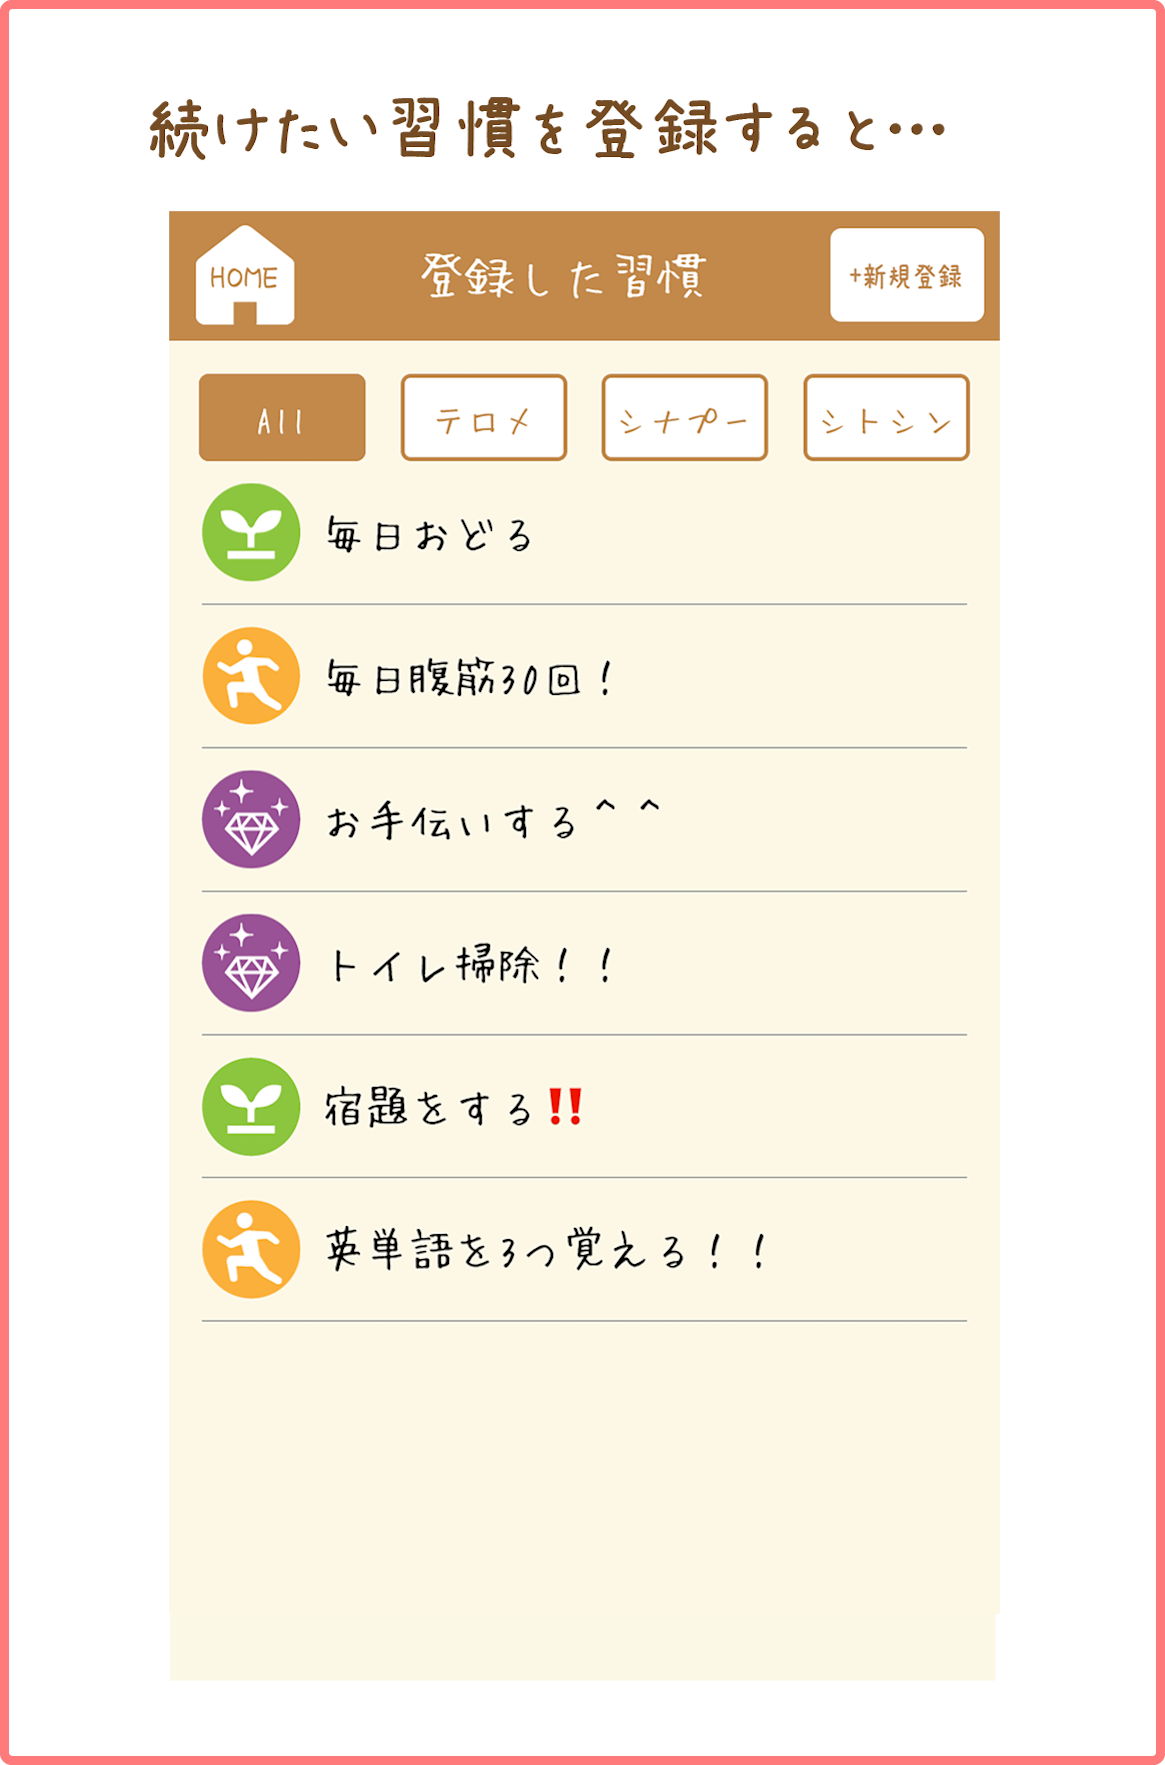 続けたい習慣を登録すると…
HOME
登録した習慣
+新規登録
All
テロメ
シナプー
シトシン
毎日おどる
毎日腹筋30回！
お手伝いする＾＾
トイレ掃除！！
宿題をする‼️
英単語を3つ覚える！！